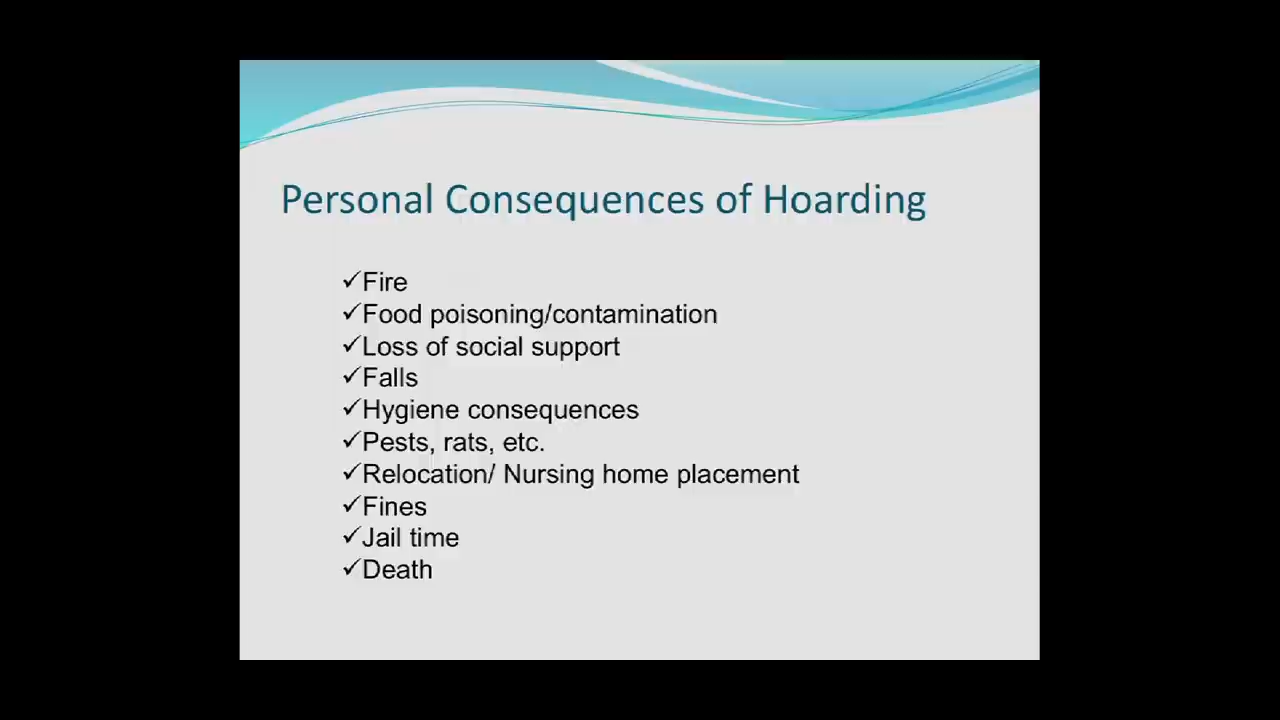 Personal Consequences of Hoarding
✓Fire
✓Food poisoning/contamination
✓Loss of social support
✓Falls
✓Hygiene consequences
✓Pests, rats, etc.
✓Relocation/ Nursing home placement
✓Fines
✓Jail time
✓Death